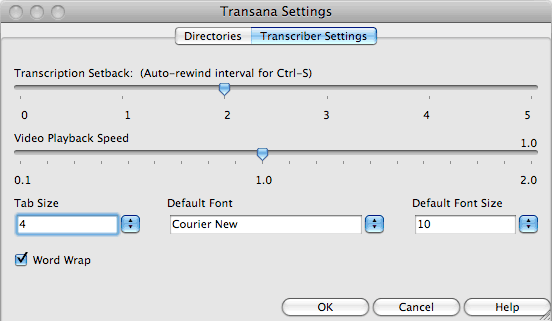 Transana Settings
Directories Transcriber Settings
Transcription Setback: (Auto-rewind interval for Ctrl-S)
0 1 2 3 4 5
Video Playback Speed 1.0
0.1 1.0 2.0
Tab Size Default Font Default Font Size
4 Courier New 10
Word Wrap
OK Cancel Help